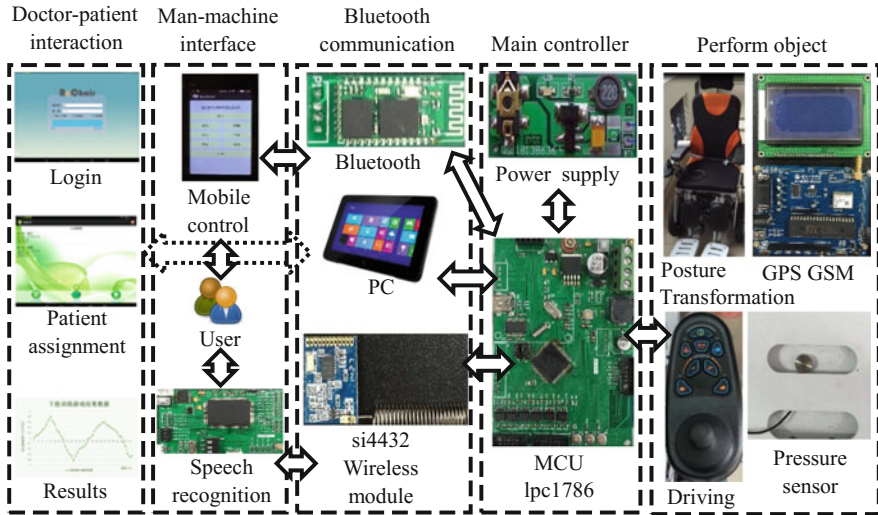 Doctor-patient
interaction
Man-machine
interface
Bluetooth
communication
Main controller
Perform object
Login
Patient
assignment
Results
Mobile
control
User
Speech
recognition
Bluetooth
PC
si4432
Wireless
module
Power supply
MCU
lpc1786
Posture
Transformation
GPS GSM
Driving
Pressure
sensor